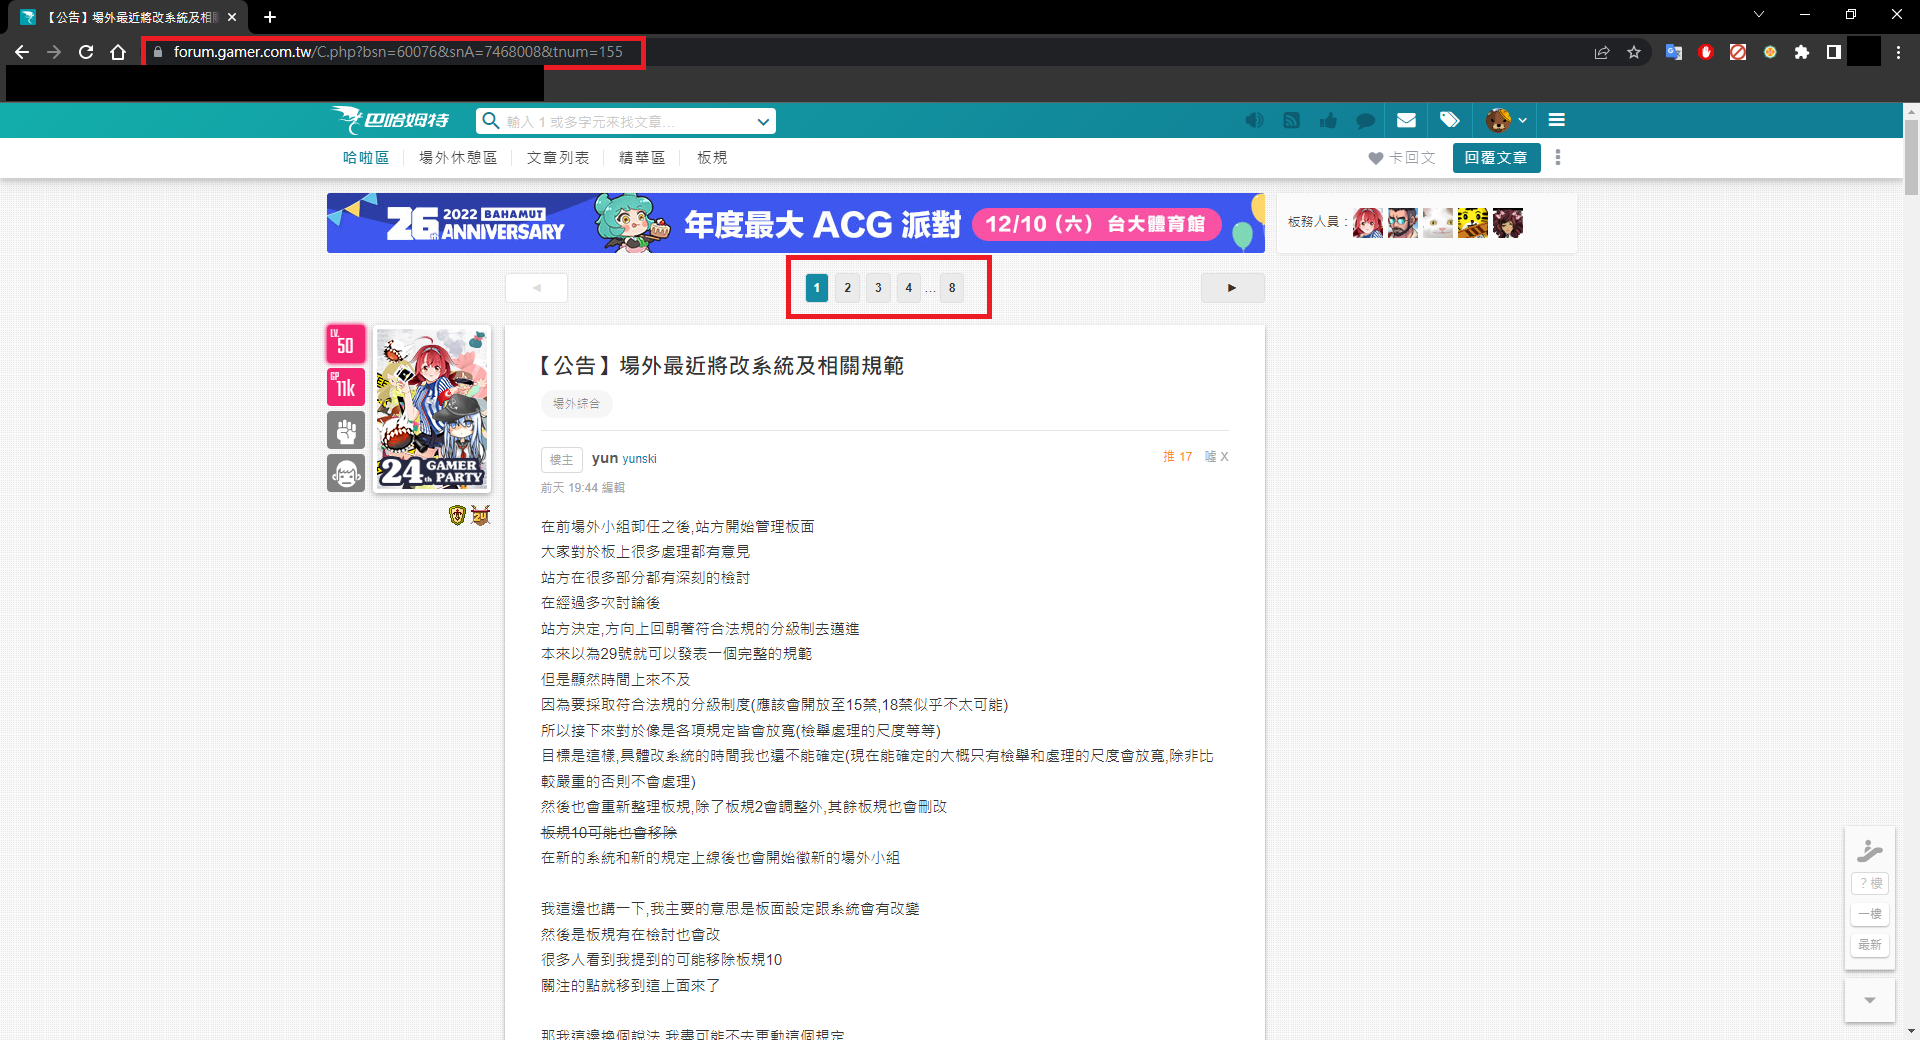 【公告】場外最近將改系統及相關
forum.gamer.com.tw/C.php?bsn=60076&snA=7468008&tnum=155
巴哈姆特
輸入 1 或多字元來找文章...
哈啦區
場外休憩區
文章列表
精華區
板規
卡回文
回覆文章
26th 2022 BAHAMUT ANNIVERSARY
年度最大 ACG 派對
12/10 (六) 台大體育館
板務人員：
1 2 3 4 ... 8
LV. 50
GP 11k
24th GAMER PARTY
【公告】場外最近將改系統及相關規範
場外綜合
樓主 yun yunski
推 17 噓 X
前天 19:44 編輯
在前場外小組卸任之後,站方開始管理板面
大家對於板上很多處理都有意見
站方在很多部分都有深刻的檢討
在經過多次討論後
站方決定,方向上回朝著符合法規的分級制去邁進
本來以為29號就可以發表一個完整的規範
但是顯然時間上來不及
因為要採取符合法規的分級制度(應該會開放至15禁,18禁似乎不太可能)
所以接下來對於像是各項規定皆會放寬(檢舉處理的尺度等等)
目標是這樣,具體改系統的時間我也還不能確定(現在能確定的大概只有檢舉和處理的尺度會放寬,除非比
較嚴重的否則不會處理)
然後也會重新整理板規,除了板規2會調整外,其餘板規也會刪改
板規10可能也會移除
在新的系統和新的規定上線後也會開始徵新的場外小組
我這邊也講一下,我主要的意思是板面設定跟系統會有改變
然後是板規有在檢討也會改
很多人看到我提到的可能移除板規10
關注的點就移到這上面來了
那我這邊換個說法,我盡可能不去更動這個規定
? 樓
一樓
最新